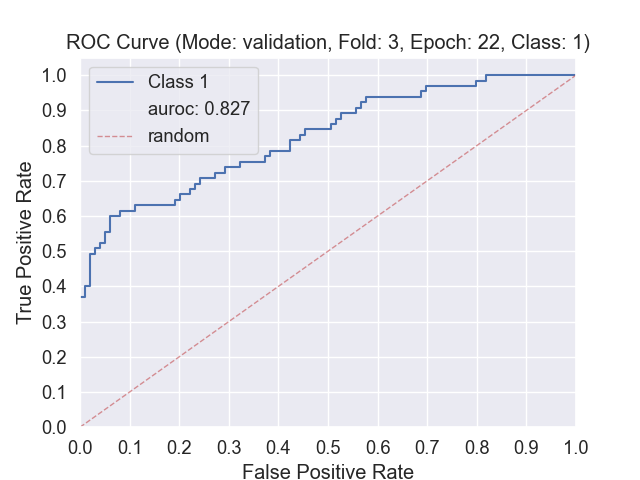 ROC Curve (Mode: validation, Fold: 3, Epoch: 22, Class: 1)
Class 1
auroc: 0.827
random
True Positive Rate
1.0
0.9
0.8
0.7
0.6
0.5
0.4
0.3
0.2
0.1
0.0
0.0 0.1 0.2 0.3 0.4 0.5 0.6 0.7 0.8 0.9 1.0
False Positive Rate